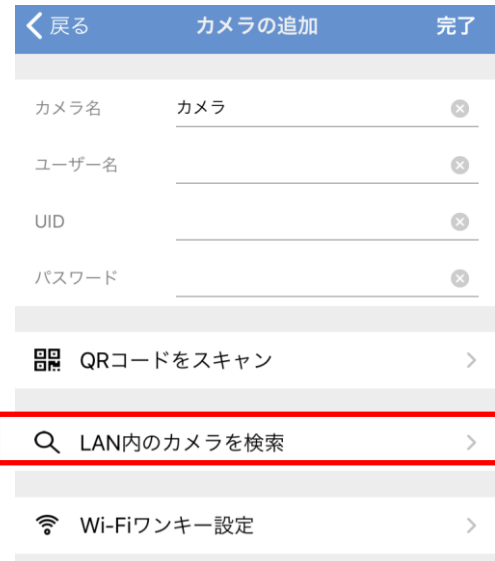 戻る カメラの追加 完了
カメラ名 カメラ
ユーザー名
UID
パスワード
QRコードをスキャン
LAN内のカメラを検索
Wi-Fiワンキー設定